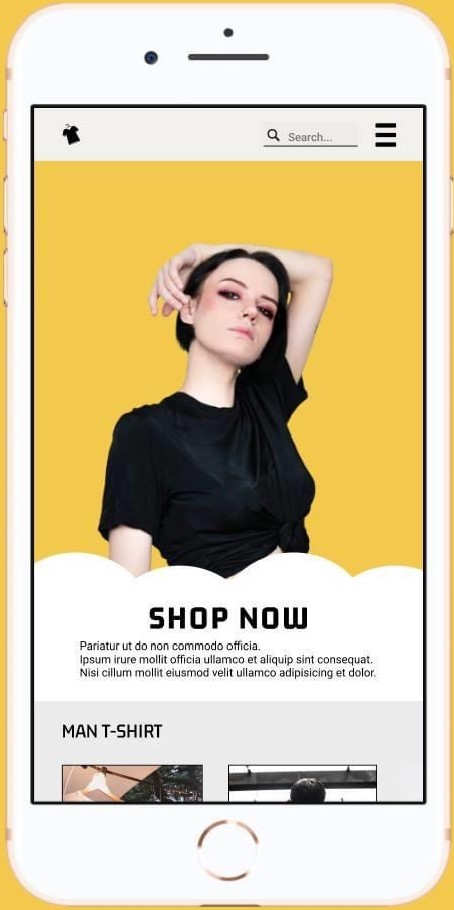 Search...
SHOP NOW
Pariatur ut do non commodo officia.
Ipsum irure mollit officia ullamco et aliquip sint consequat.
Nisi cillum mollit eiusmod velit ullamco adipisicing et dolor.
MAN T-SHIRT